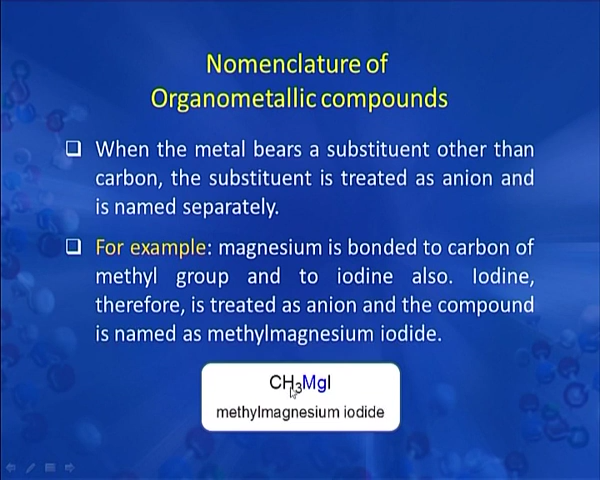 Nomenclature of
Organometallic compounds
When the metal bears a substituent other than
carbon, the substituent is treated as anion and
is named separately.
For example: magnesium is bonded to carbon of
methyl group and to iodine also. Iodine,
therefore, is treated as anion and the compound
is named as methylmagnesium iodide.
CH₃MgI
methylmagnesium iodide